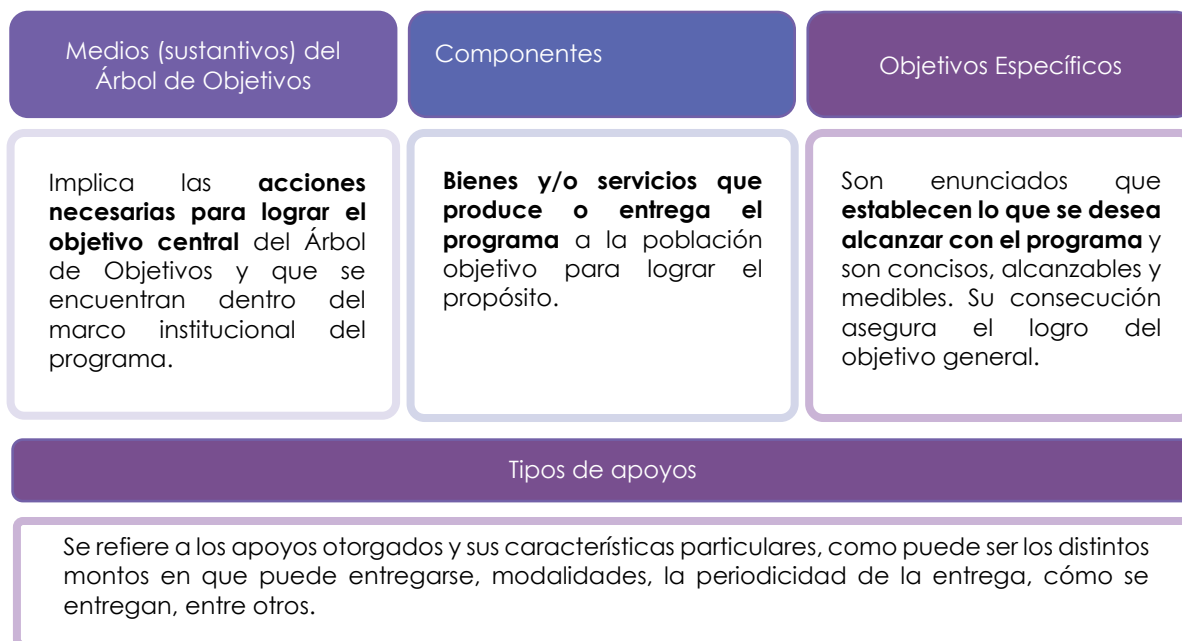 Medios (sustantivos) del
Árbol de Objetivos
Componentes
Objetivos Específicos
Implica las acciones
necesarias para lograr el
objetivo central del Árbol
de Objetivos y que se
encuentran dentro del
marco institucional del
programa.
Bienes y/o servicios que
produce o entrega el
programa a la población
objetivo para lograr el
propósito.
Son enunciados que
establecen lo que se desea
alcanzar con el programa y
son concisos, alcanzables y
medibles. Su consecución
asegura el logro del
objetivo general.
Tipos de apoyos
Se refiere a los apoyos otorgados y sus características particulares, como puede ser los distintos
montos en que puede entregarse, modalidades, la periodicidad de la entrega, cómo se
entregan, entre otros.